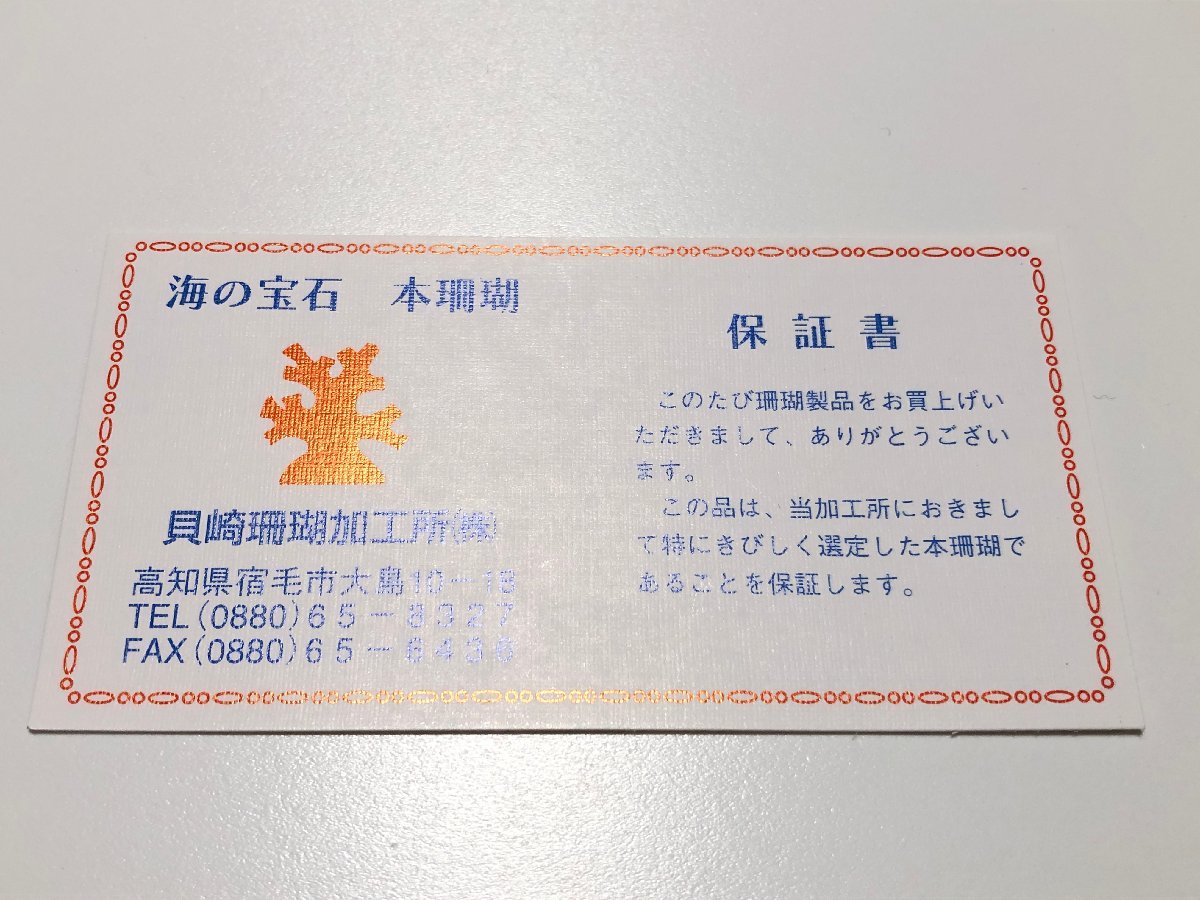 海の宝石 本珊瑚
貝崎珊瑚加工所㈱
高知県宿毛市大島10－18
TEL(0880)65－8327
FAX(0880)65－6436
保証書
このたび珊瑚製品をお買上げい
ただきまして、ありがとうござい
ます。
この品は、当加工所におきまし
て特にきびしく選定した本珊瑚で
あることを保証します。